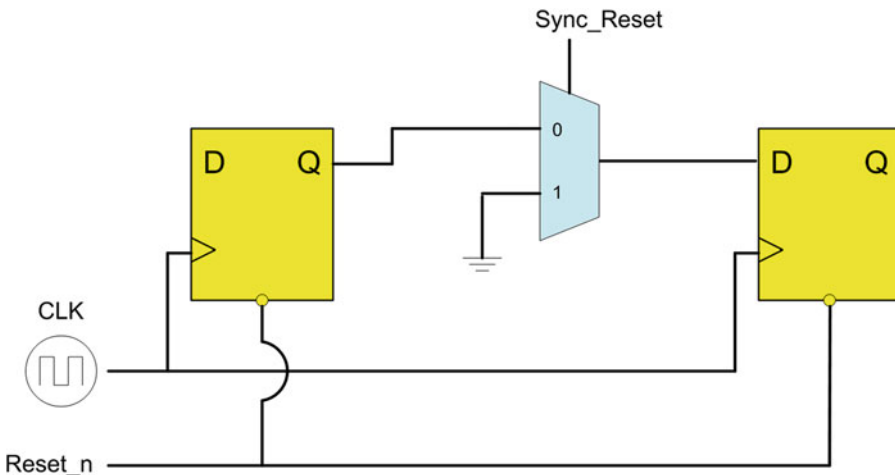 Sync_Reset
0
D Q
D Q
1
CLK
Reset_n